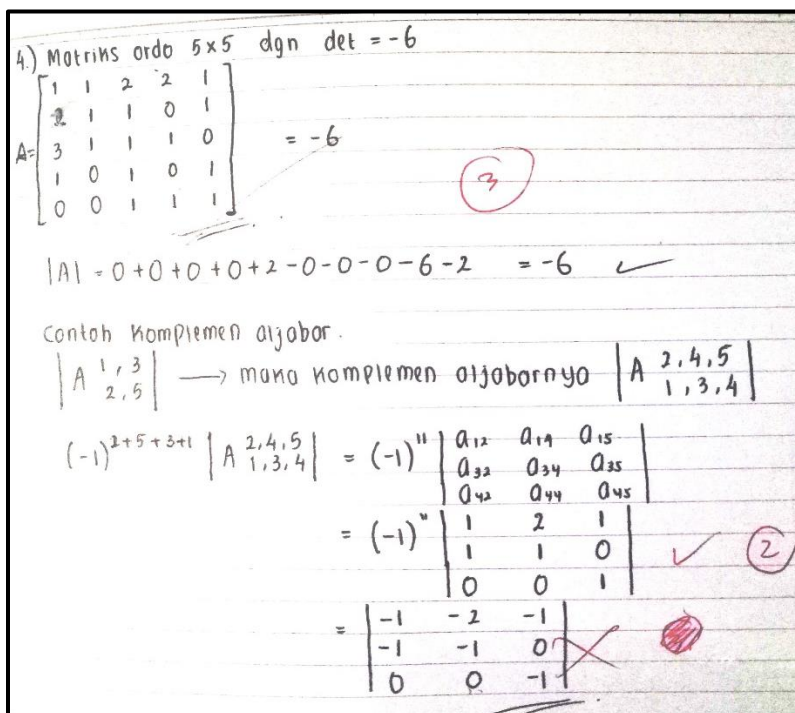 4.) Matriks ordo 5x5 dgn det = -6
A= [ 1 1 2 2 1
1 1 0 1
3 1 1 1 0
1 0 1 0 1
0 0 1 1 1 ] = -6
3
|A| = 0+0+0+0+2-0-0-0-6-2 = -6 ✓
Contoh Komplemen aljabar.
|A 1,3 2,5| → maka Komplemen aljabarnya |A 2,4,5 1,3,4|
(-1)^2+5+3+1 |A 2,4,5 1,3,4| = (-1)^11 | a12 a14 a15
a32 a34 a35
a42 a44 a45 |
= (-1)^11 | 1 2 1
1 1 0
0 0 1 | ✓ 2
= | -1 -2 -1
-1 -1 0
0 0 -1 |